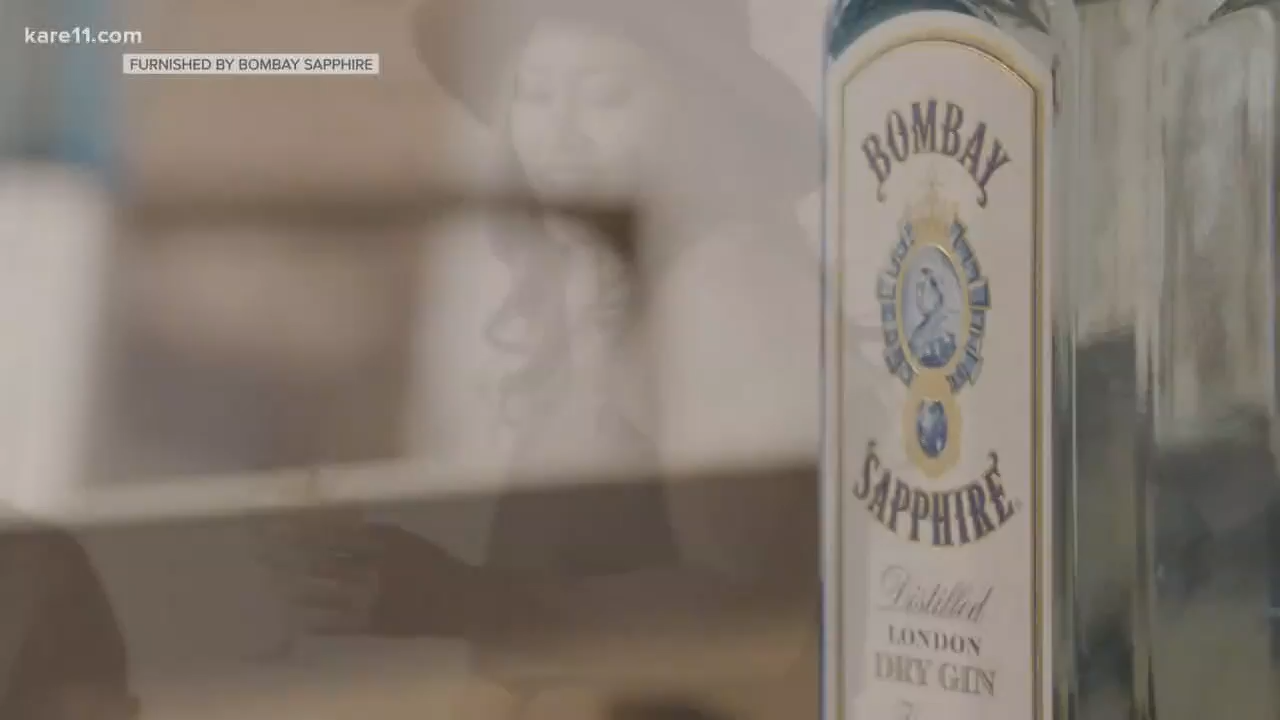 kare11.com
FURNISHED BY BOMBAY SAPPHIRE
BOMBAY
SAPPHIRE
Distilled
LONDON
DRY GIN